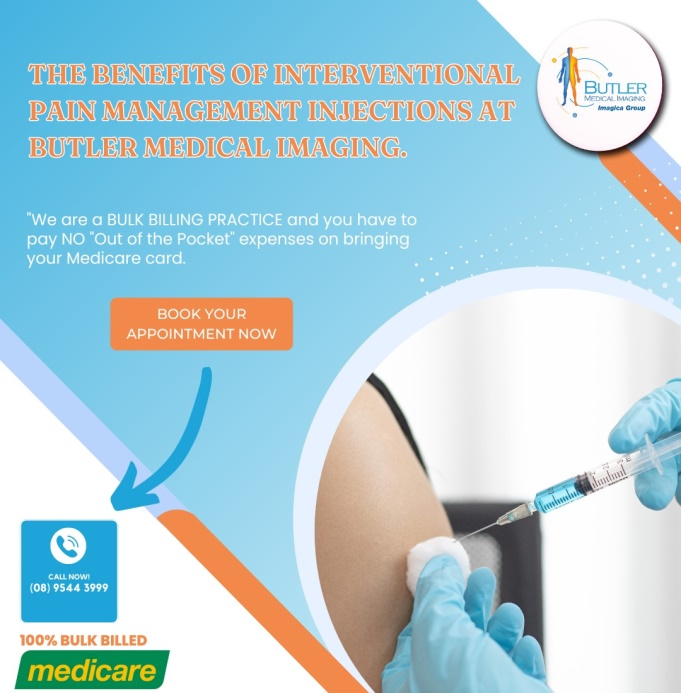 THE BENEFITS OF INTERVENTIONAL
PAIN MANAGEMENT INJECTIONS AT
BUTLER MEDICAL IMAGING.
BUTLER
MEDICAL IMAGING
Imagica Group
"We are a BULK BILLING PRACTICE and you have to
pay NO "Out of the Pocket" expenses on bringing
your Medicare card.
BOOK YOUR
APPOINTMENT NOW
CALL NOW!
(08) 9544 3999
100% BULK BILLED
medicare